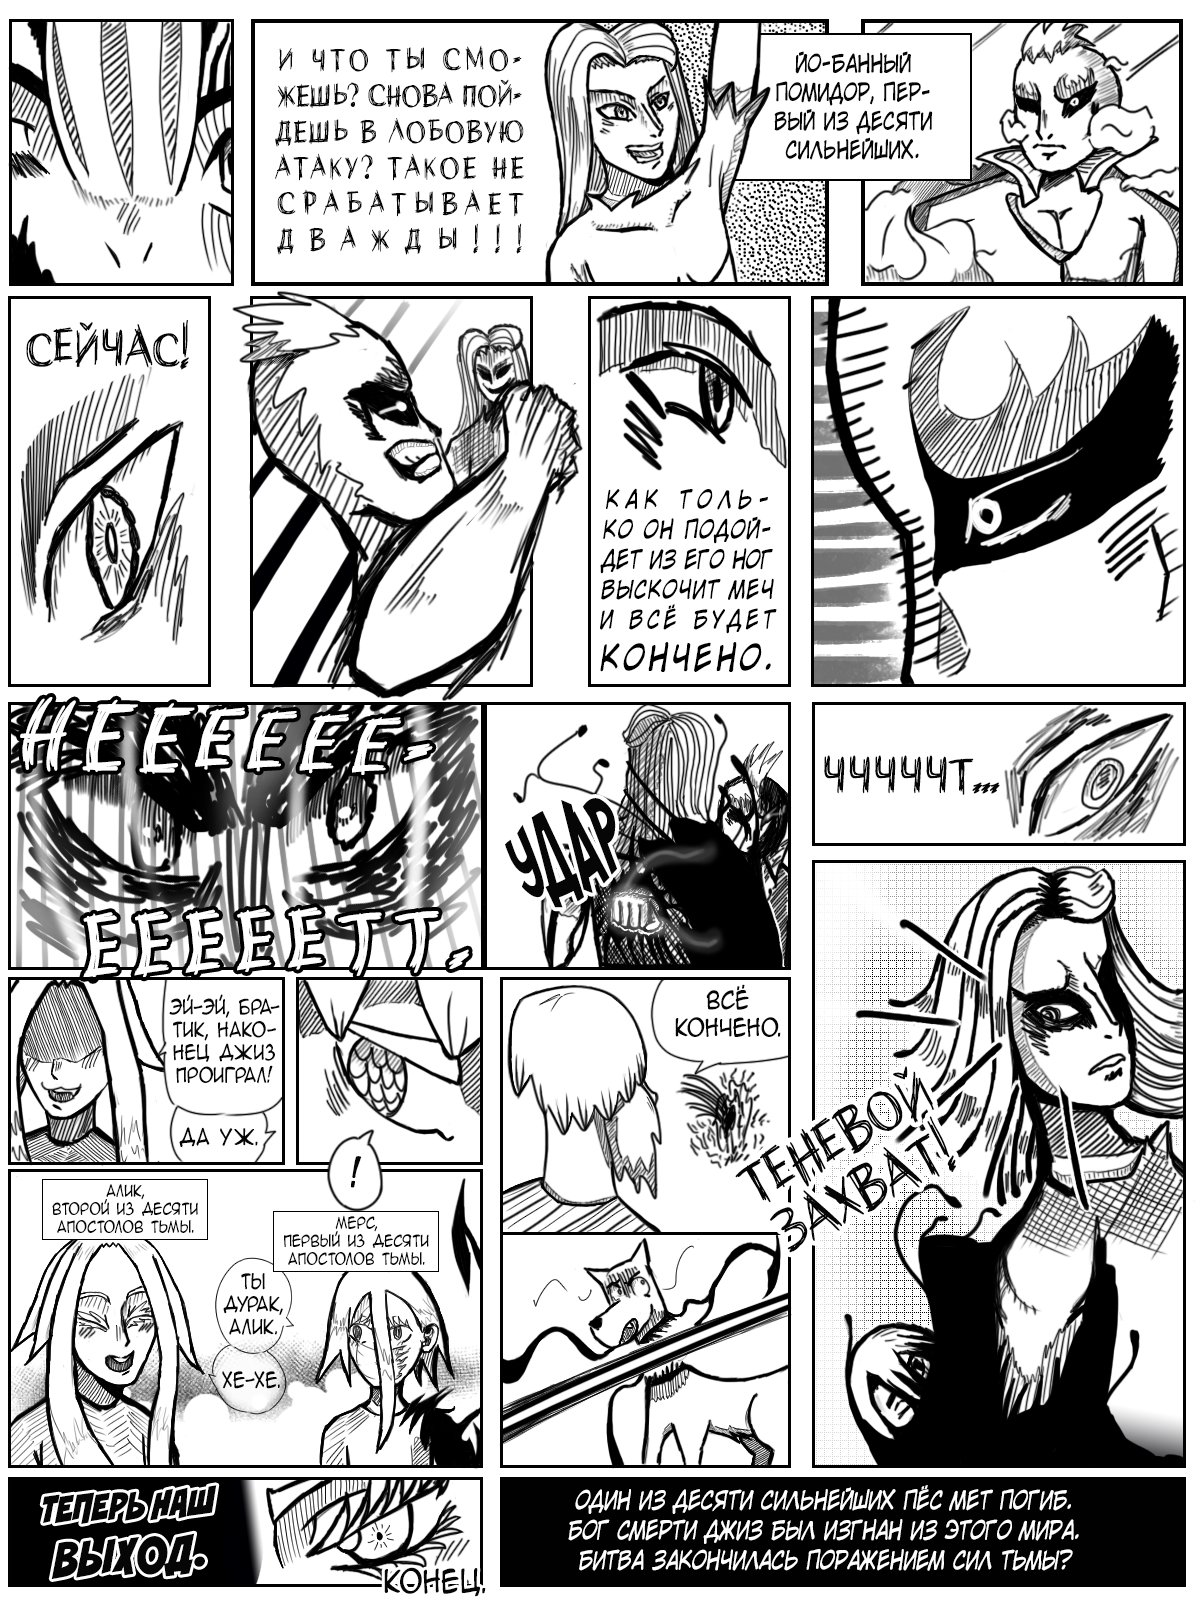 И ЧТО ТЫ СМО-
ЖЕШЬ? СНОВА ПОЙ-
ДЕШЬ В ЛОБОВУЮ
АТАКУ? ТАКОЕ НЕ
СРАБАТЫВАЕТ
ДВАЖДЫ!!!
ЙО-БАННЫЙ
ПОМИДОР, ПЕР-
ВЫЙ ИЗ ДЕСЯТИ
СИЛЬНЕЙШИХ.
СЕЙЧАС!
КАК ТОЛЬ-
КО ОН ПОДОЙ-
ДЕТ ИЗ ЕГО НОГ
ВЫСКОЧИТ МЕЧ
И ВСЁ БУДЕТ
КОНЧЕНО.
НЕЕЕЕЕЕ-
ЕЕЕЕЕЕТТ.
УДАР
ЧЧЧЧЧТ...
ЭЙ-ЭЙ, БРА-
ТИК, НАКО-
НЕЦ ДЖИЗ
ПРОИГРАЛ!
ДА УЖ.
!
ВСЁ
КОНЧЕНО.
ТЕНЕВОЙ
ЗАХВАТ!
АЛИК,
ВТОРОЙ ИЗ ДЕСЯТИ
АПОСТОЛОВ ТЬМЫ.
МЕРС,
ПЕРВЫЙ ИЗ ДЕСЯТИ
АПОСТОЛОВ ТЬМЫ.
ТЫ
ДУРАК,
АЛИК.
ХЕ-ХЕ.
ТЕПЕРЬ НАШ
ВЫХОД.
КОНЕЦ!
ОДИН ИЗ ДЕСЯТИ СИЛЬНЕЙШИХ ПЁС МЕТ ПОГИБ.
БОГ СМЕРТИ ДЖИЗ БЫЛ ИЗГНАН ИЗ ЭТОГО МИРА.
БИТВА ЗАКОНЧИЛАСЬ ПОРАЖЕНИЕМ СИЛ ТЬМЫ?